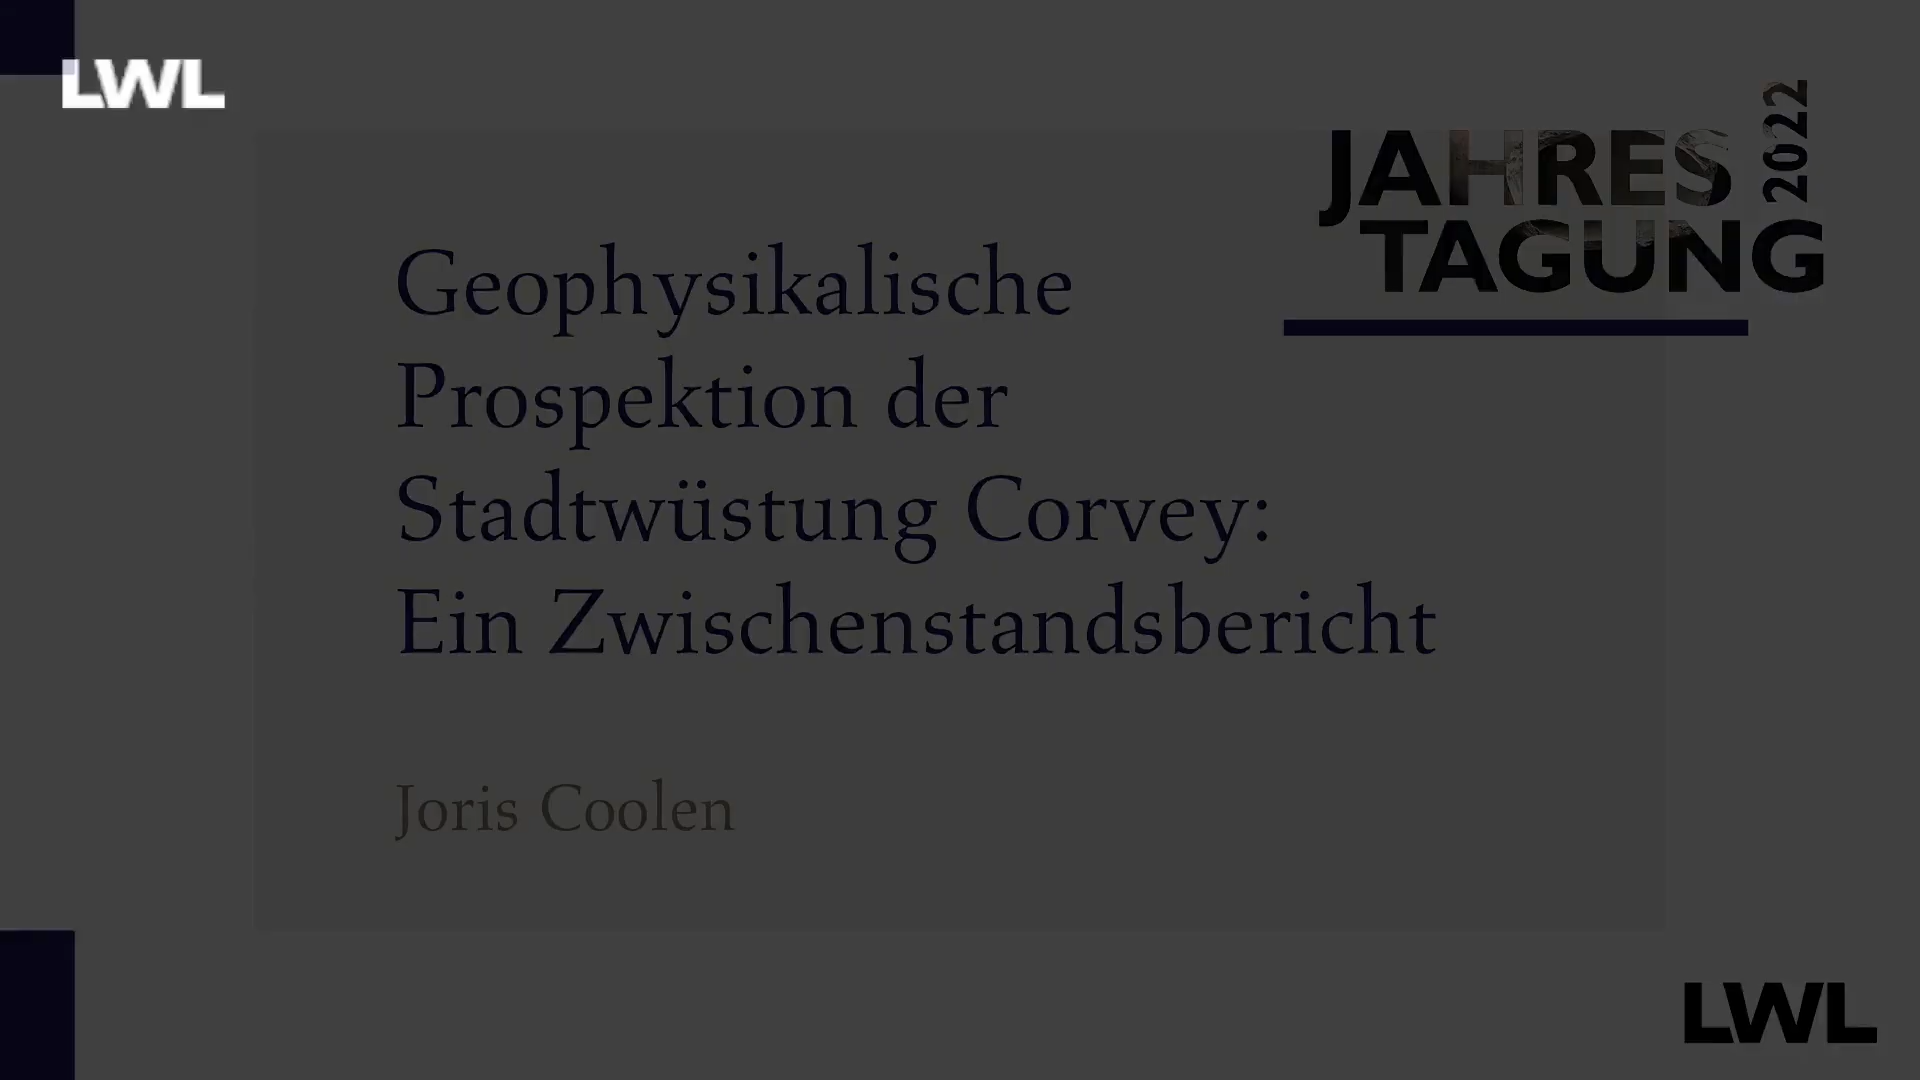 LWL
JAHRES
TAGUNG
2022
Geophysikalische
Prospektion der
Stadtwüstung Corvey:
Ein Zwischenstandsbericht
Joris Coolen
LWL